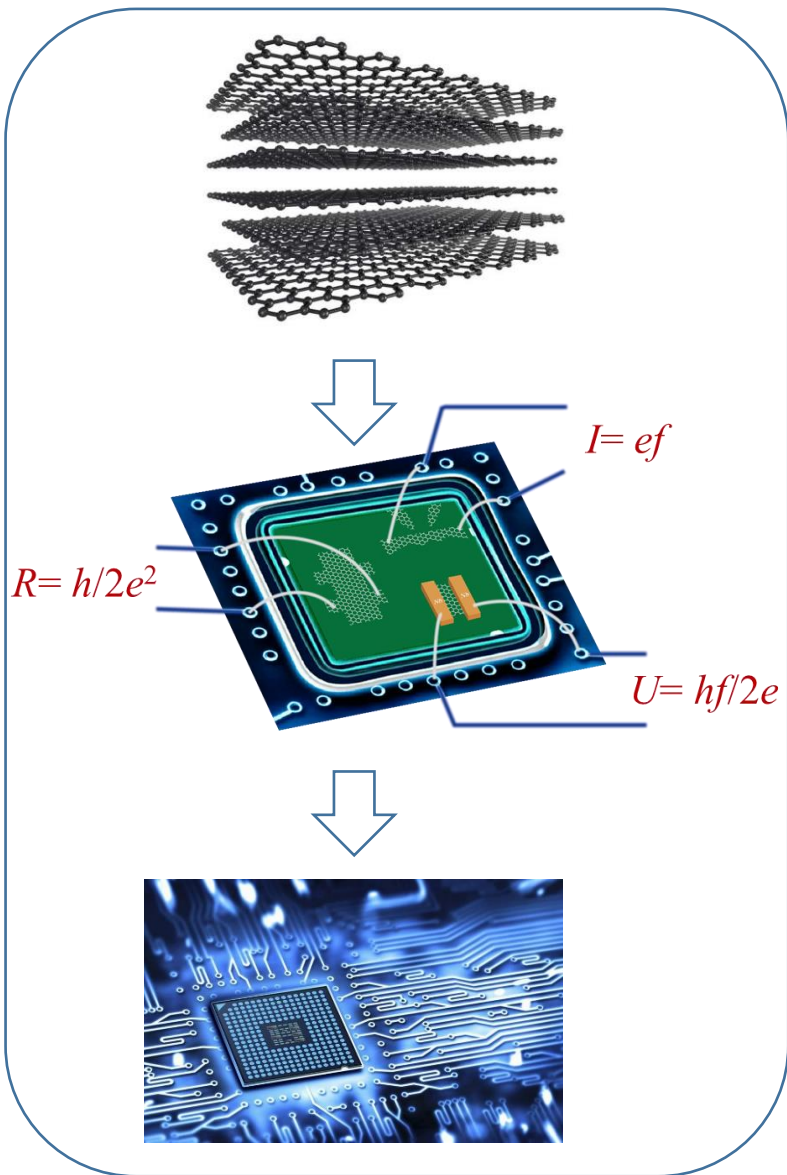 I= ef
R= h/2e²
U= hf/2e